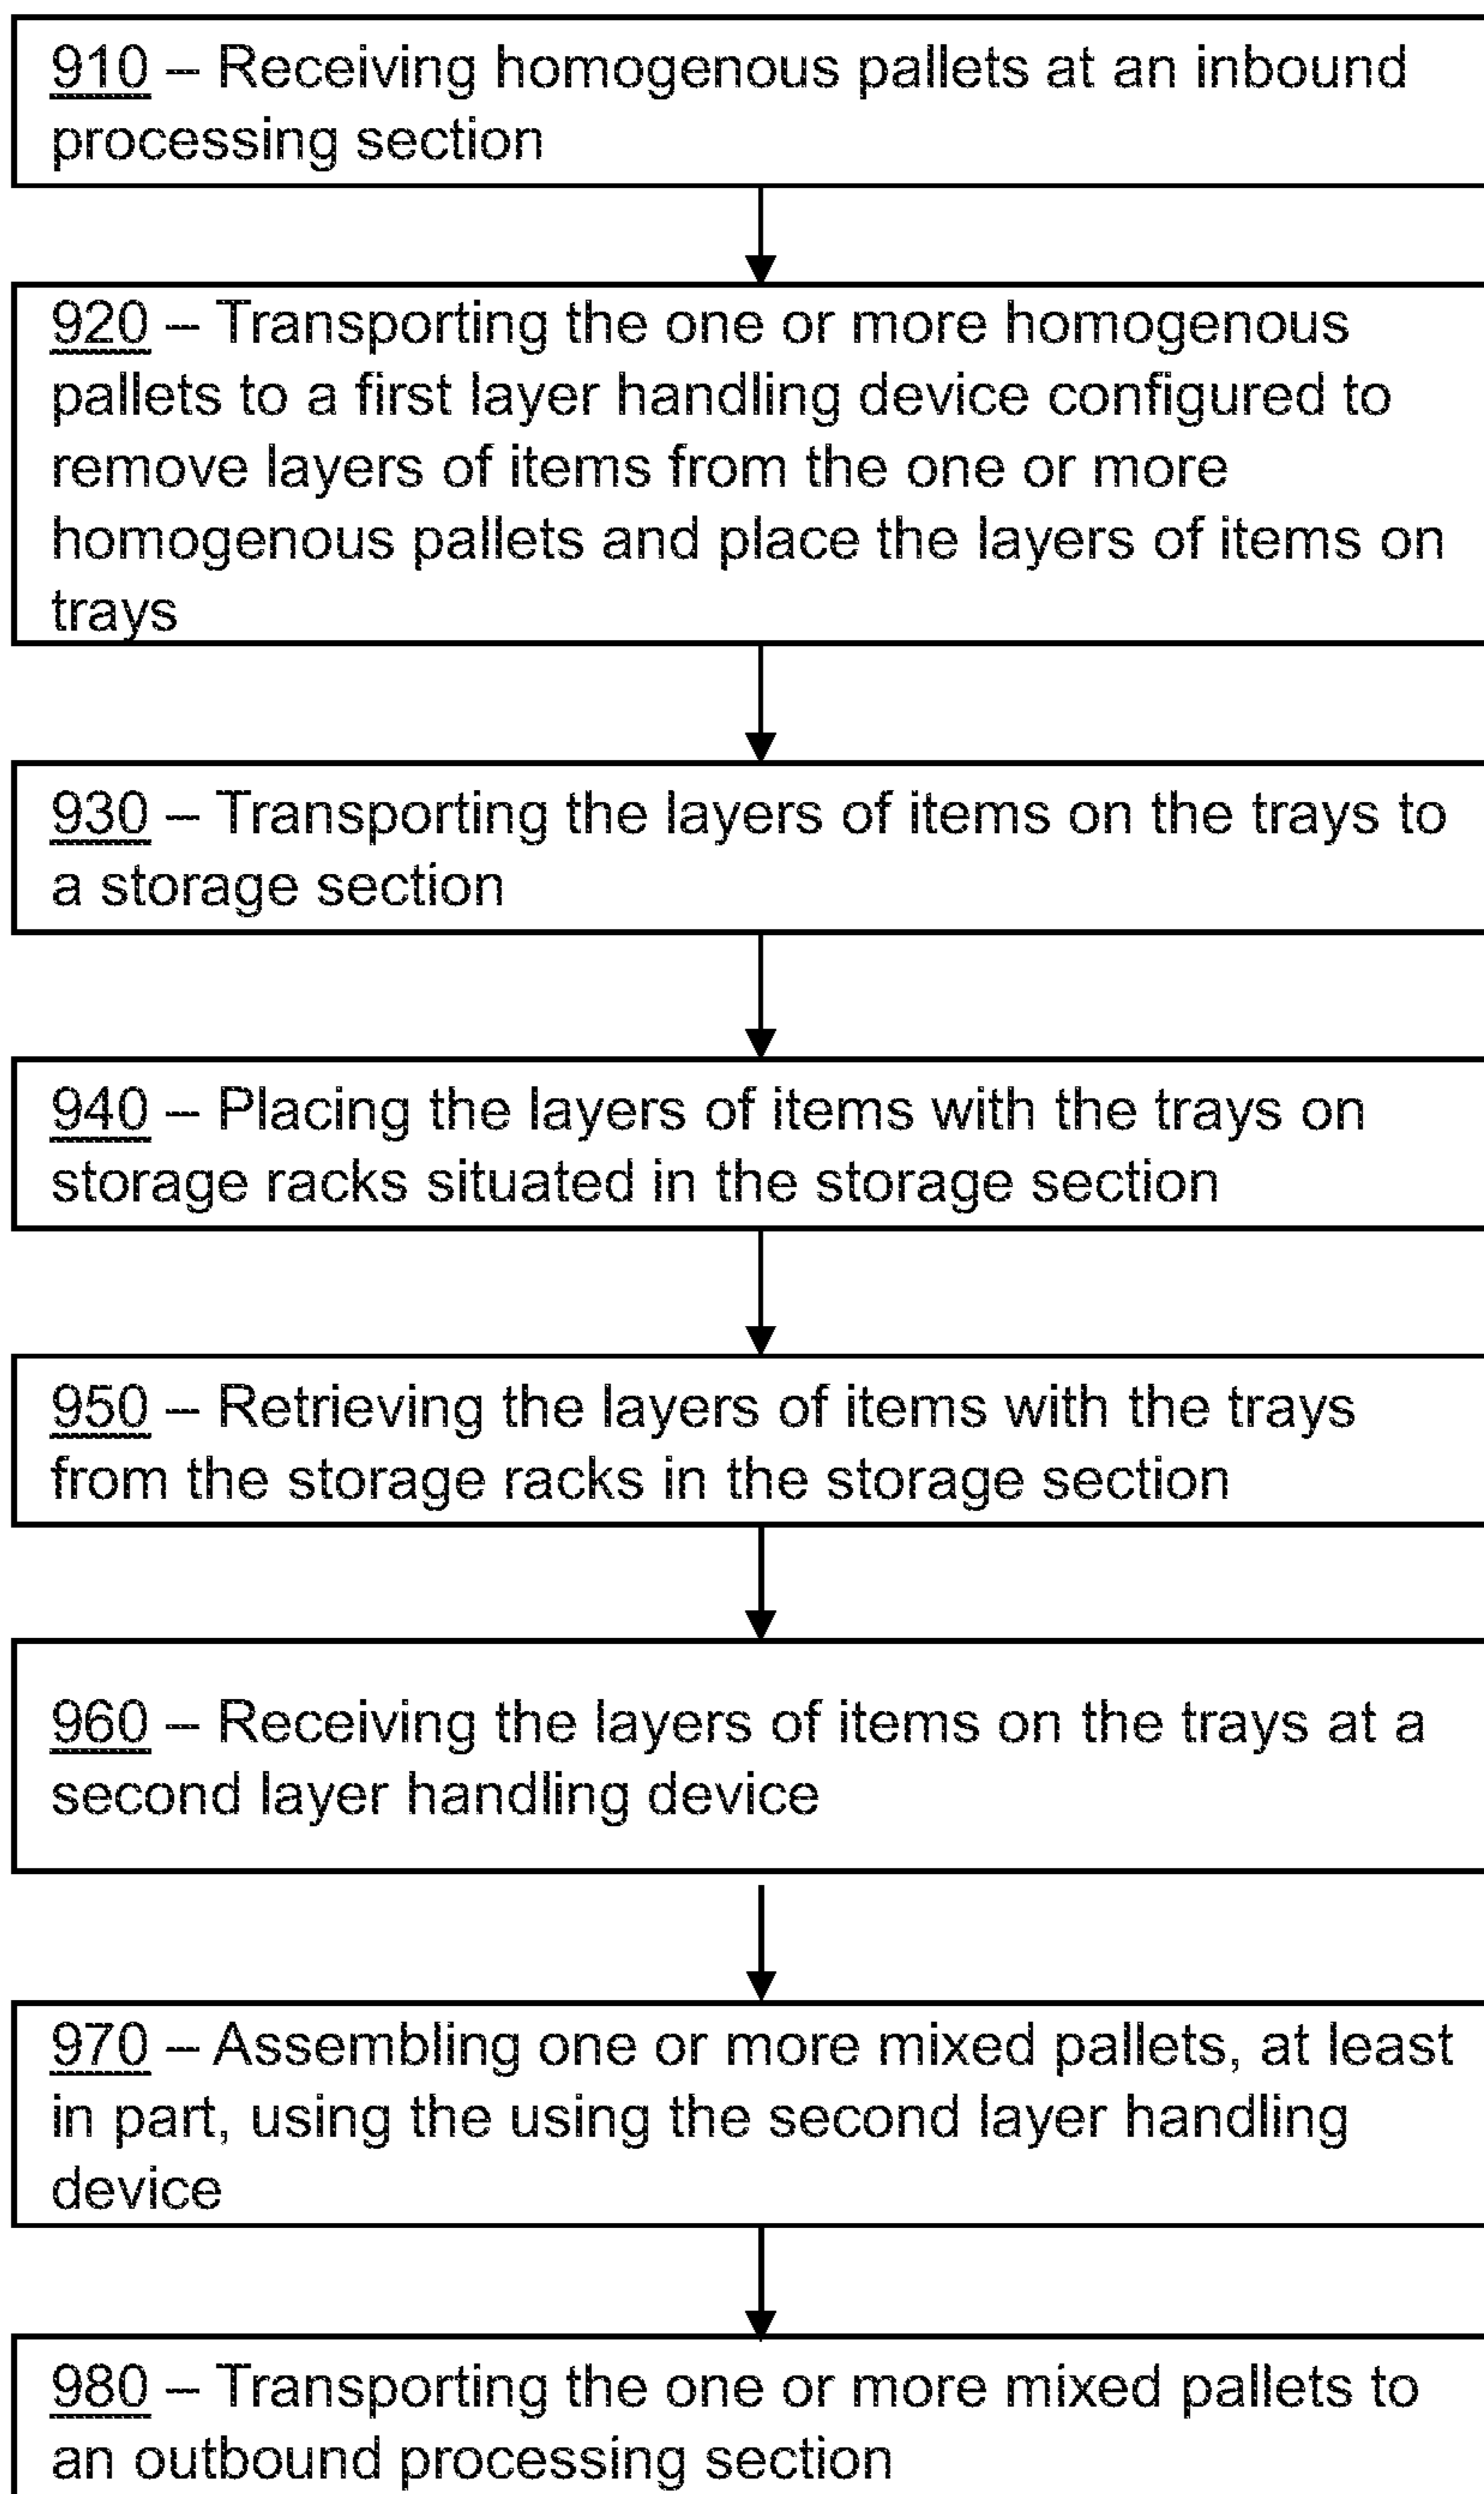 910 – Receiving homogenous pallets at an inbound
processing section
920 – Transporting the one or more homogenous
pallets to a first layer handling device configured to
remove layers of items from the one or more
homogenous pallets and place the layers of items on
trays
930 – Transporting the layers of items on the trays to
a storage section
940 – Placing the layers of items with the trays on
storage racks situated in the storage section
950 – Retrieving the layers of items with the trays
from the storage racks in the storage section
960 – Receiving the layers of items on the trays at a
second layer handling device
970 – Assembling one or more mixed pallets, at least
in part, using the using the second layer handling
device
980 – Transporting the one or more mixed pallets to
an outbound processing section